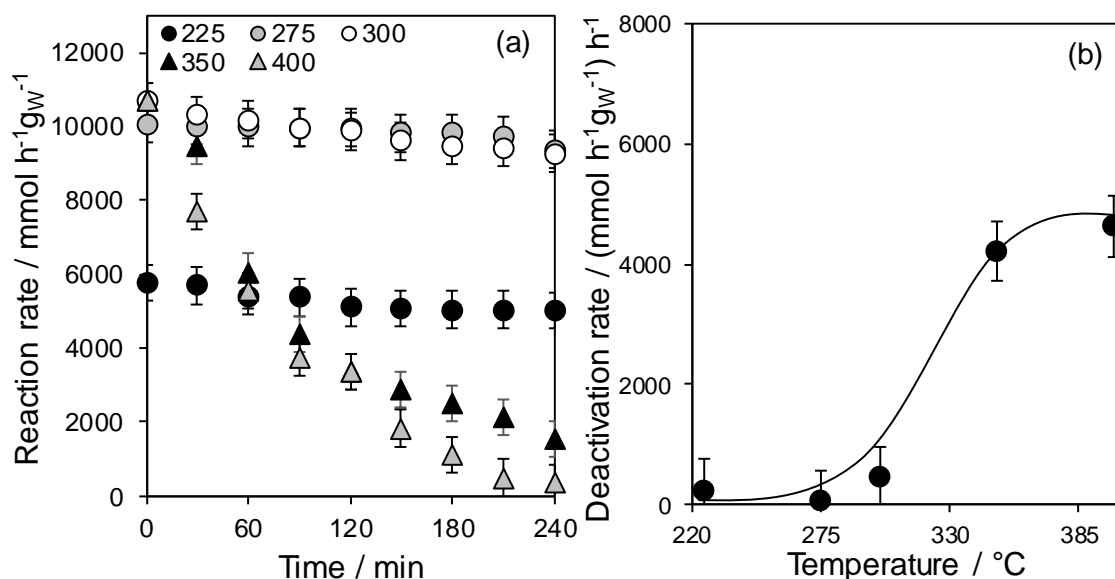 225 275 300 (a)
350 400
12000
10000
8000
6000
4000
2000
0
0 60 120 180 240
Time / min
Reaction rate / mmol h⁻¹g_W⁻¹
(b)
8000
6000
4000
2000
0
220 275 330 385
Temperature / °C
Deactivation rate / (mmol h⁻¹g_W⁻¹) h⁻¹